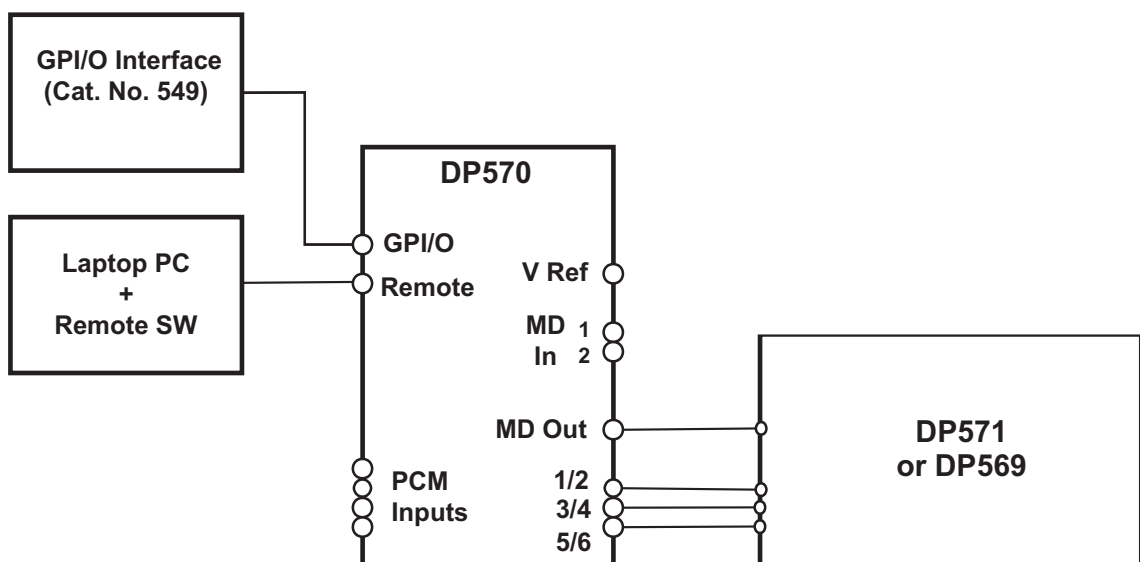 GPI/O Interface
(Cat. No. 549)
Laptop PC
+
Remote SW
DP570
GPI/O
Remote
V Ref
MD 1
In 2
MD Out
PCM
Inputs
1/2
3/4
5/6
DP571
or DP569